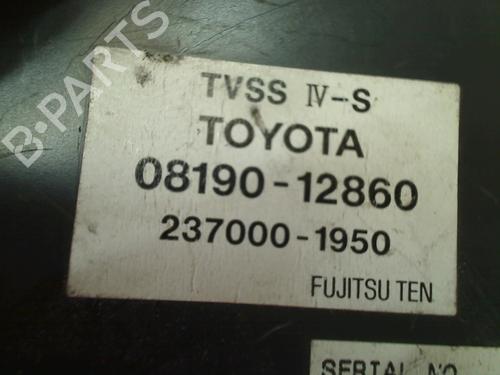 B-PARTS
TVSS IV-S
TOYOTA
08190-12860
237000-1950
FUJITSU TEN
SERIAL NO